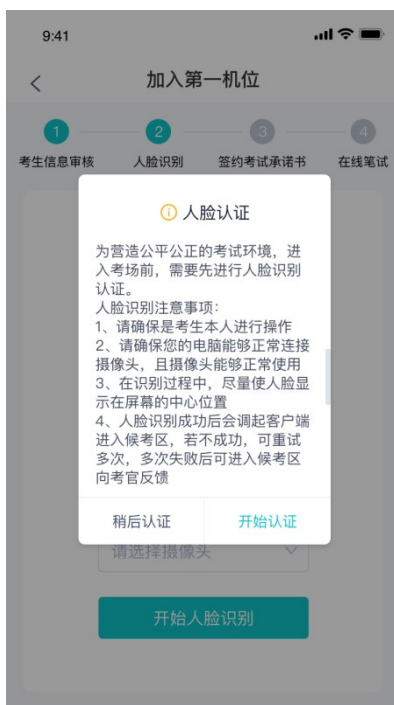 9:41
加入第一机位
1
2
3
4
考生信息审核
人脸识别
签约考试承诺书
在线笔试
人脸认证
为营造公平公正的考试环境，进
入考场前，需要先进行人脸识别
认证。
人脸识别注意事项：
1、请确保是考生本人进行操作
2、请确保您的电脑能够正常连接
摄像头，且摄像头能够正常使用
3、在识别过程中，尽量使人脸显
示在屏幕的中心位置
4、人脸识别成功后会调起客户端
进入候考区，若不成功，可重试
多次，多次失败后可进入候考区
向考官反馈
稍后认证
开始认证
请选择摄像头
开始人脸识别